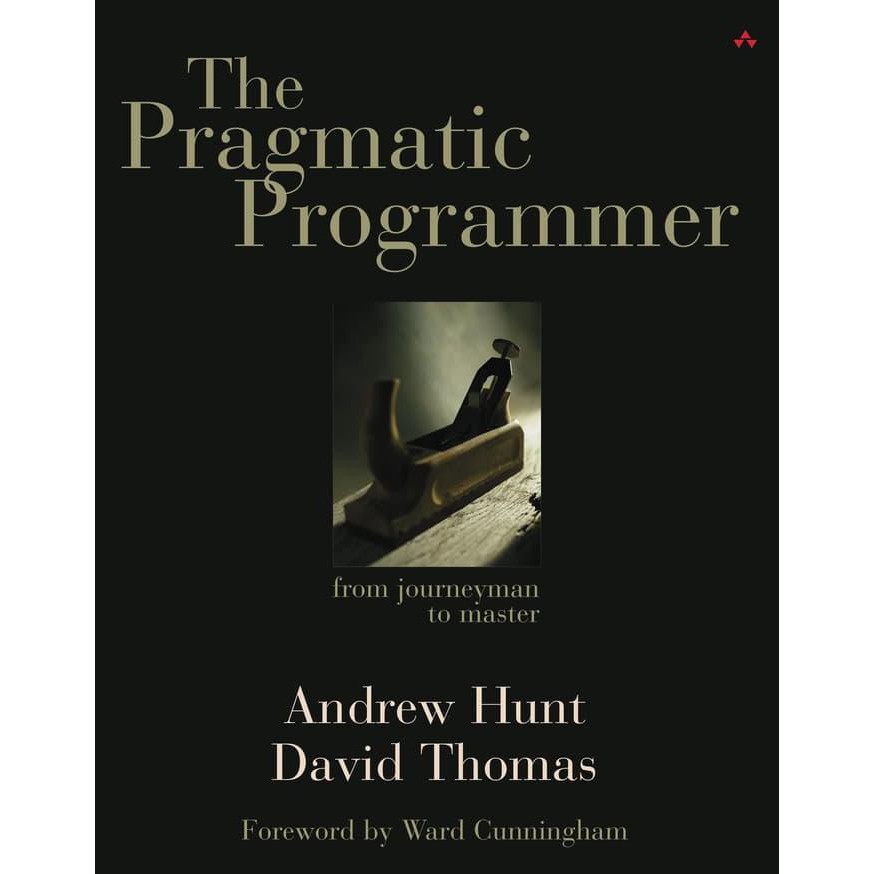 The
Pragmatic
Programmer
from journeyman
to master
Andrew Hunt
David Thomas
Foreword by Ward Cunningham